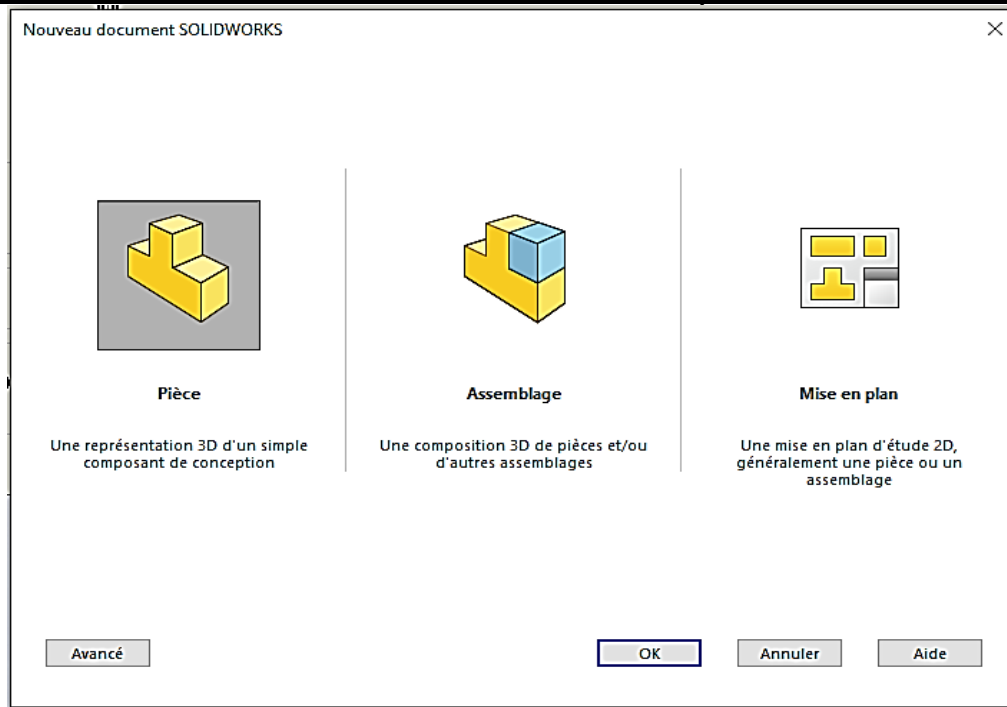 Nouveau document SOLIDWORKS
Pièce
Une représentation 3D d'un simple
composant de conception
Assemblage
Une composition 3D de pièces et/ou
d'autres assemblages
Mise en plan
Une mise en plan d'étude 2D,
généralement une pièce ou un
assemblage
Avancé
OK
Annuler
Aide